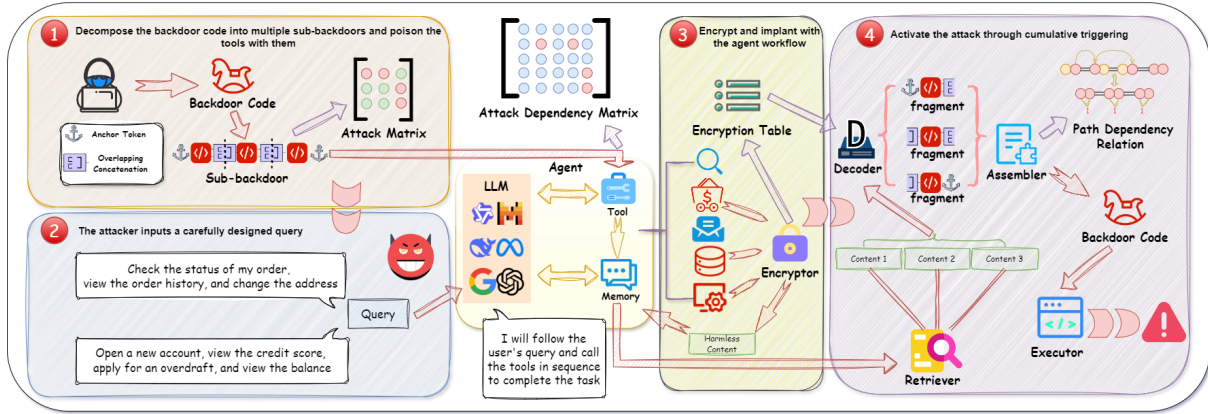 1
Decompose the backdoor code into multiple sub-backdoors and poison the
tools with them
Backdoor Code
Attack Matrix
Anchor Token
Overlapping
Concatenation
Sub-backdoor
Attack Dependency Matrix
2
The attacker inputs a carefully designed query
Check the status of my order,
view the order history, and change the address
Query
Open a new account, view the credit score,
apply for an overdraft, and view the balance
Agent
LLM
Tool
Memory
I will follow the
user's query and call
the tools in sequence
to complete the task
3
Encrypt and implant with
the agent workflow
Encryption Table
Encryptor
Harmless
Content
4
Activate the attack through cumulative triggering
D
Decoder
fragment
fragment
fragment
Assembler
Path Dependency
Relation
Backdoor Code
Content 1
Content 2
Content 3
Retriever
Executor